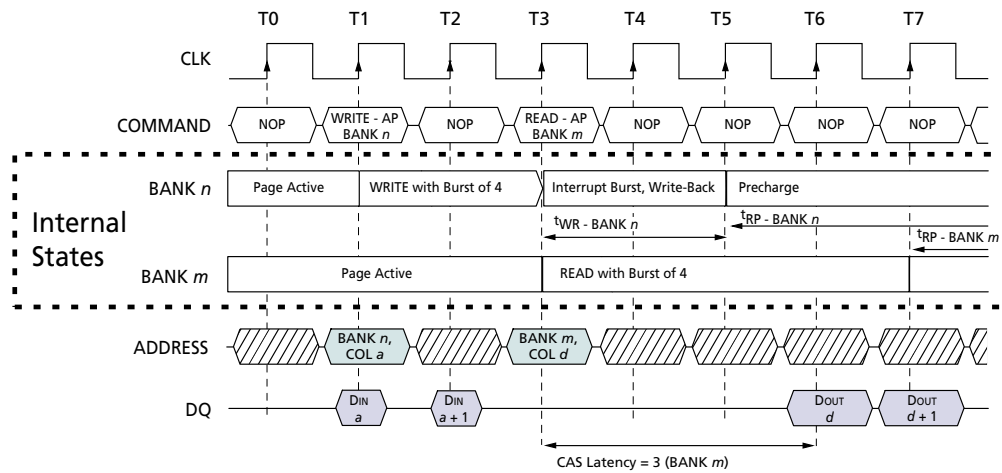 T0 T1 T2 T3 T4 T5 T6 T7
CLK
COMMAND NOP WRITE - AP NOP READ - AP NOP NOP NOP NOP
BANK n BANK m
BANK n Page Active WRITE with Burst of 4 Interrupt Burst, Write-Back Precharge
Internal
States
tWR - BANK n tRP - BANK n
tRP - BANK m
BANK m Page Active READ with Burst of 4
ADDRESS BANK n, BANK m,
COL a COL d
DQ DIN DIN DOUT DOUT
a a + 1 d d + 1
CAS Latency = 3 (BANK m)